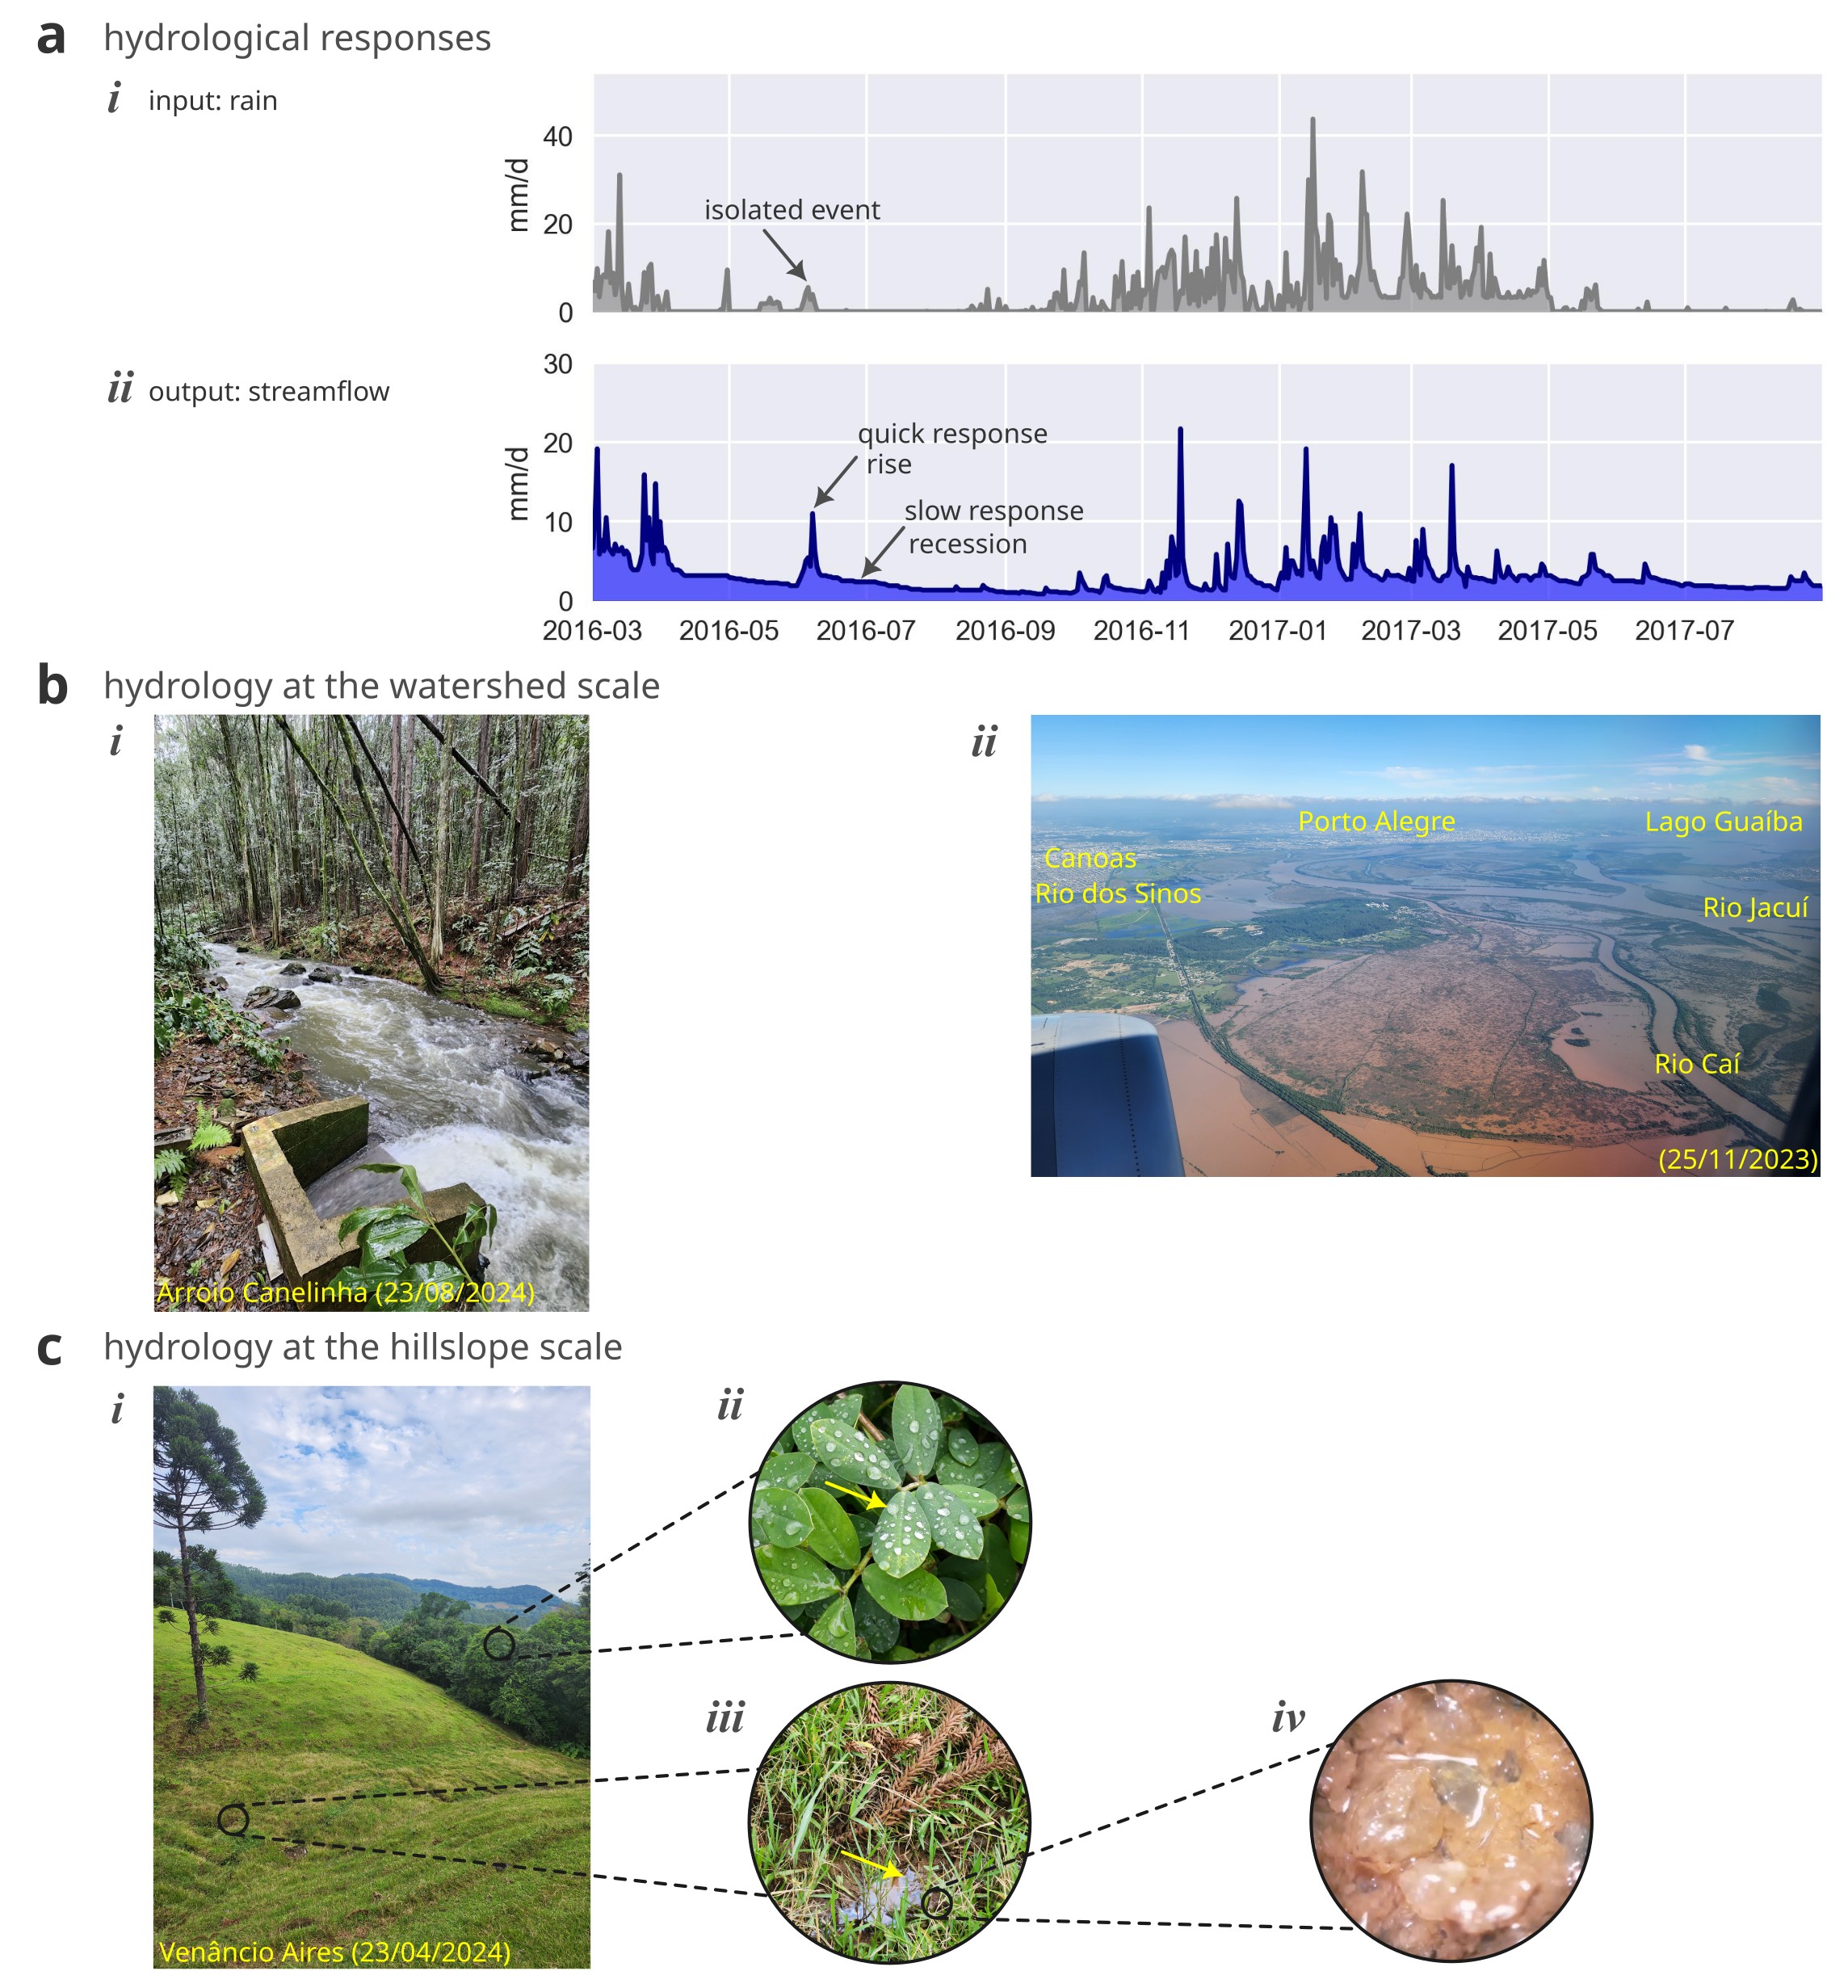 a hydrological responses
i input: rain
mm/d
40
20
0
isolated event
ii output: streamflow
mm/d
30
20
10
0
quick response
rise
slow response
recession
2016-03 2016-05 2016-07 2016-09 2016-11 2017-01 2017-03 2017-05 2017-07
b hydrology at the watershed scale
i
Arroio Canelinha (23/08/2024)
ii
Porto Alegre
Lago Guaíba
Canoas
Rio dos Sinos
Rio Jacuí
Rio Caí
(25/11/2023)
c hydrology at the hillslope scale
i
Venâncio Aires (23/04/2024)
ii
iii
iv